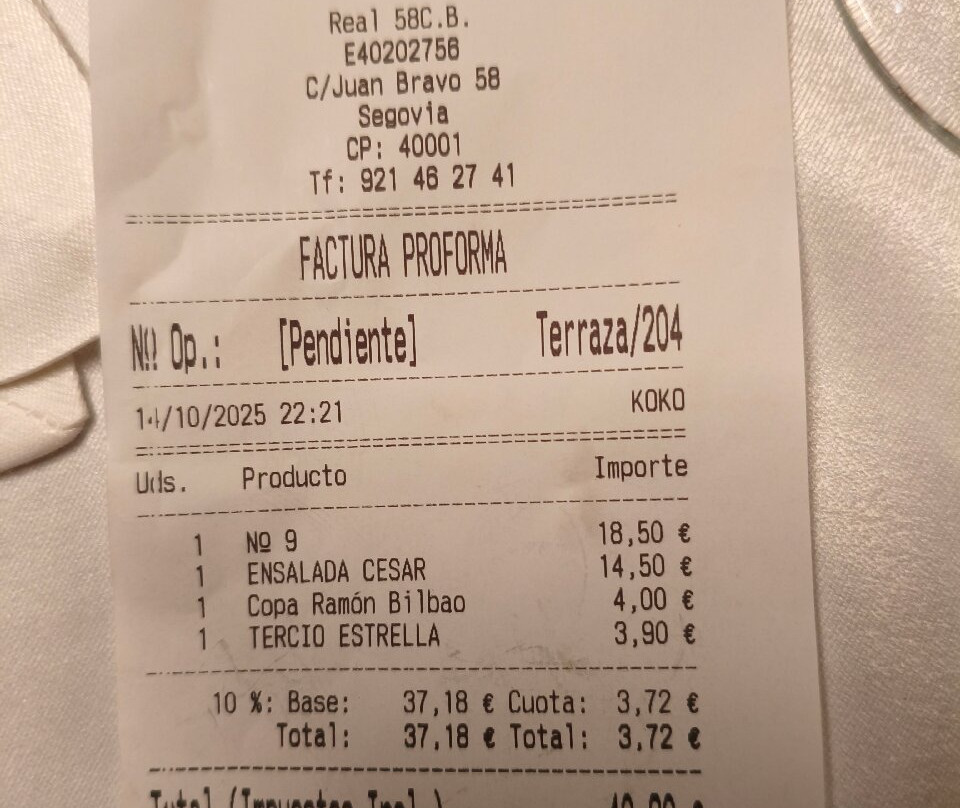 Real 58C.B.
E40202756
C/Juan Bravo 58
Segovia
CP: 40001
Tf: 921 46 27 41
FACTURA PROFORMA
Nº Op.: [Pendiente] Terraza/204
14/10/2025 22:21 KOKO
Uds. Producto Importe
1 Nº 9 18,50 €
1 ENSALADA CESAR 14,50 €
1 Copa Ramón Bilbao 4,00 €
1 TERCIO ESTRELLA 3,90 €
10 %: Base: 37,18 € Cuota: 3,72 €
Total: 37,18 € Total: 3,72 €
Total (Impuestos Incl.)